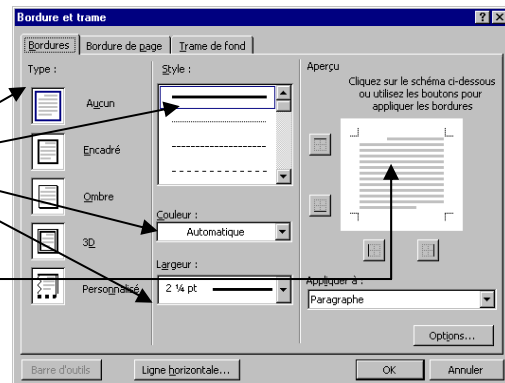 Bordure et trame
Bordures
Bordure de page
Trame de fond
Type :
Aucun
Encadré
Ombre
3D
Personnalisé
Style :
Couleur :
Automatique
Largeur :
2 ¼ pt
Aperçu
Cliquez sur le schéma ci-dessous
ou utilisez les boutons pour
appliquer les bordures
Appliquer à :
Paragraphe
Options...
Barre d'outils
Ligne horizontale...
OK
Annuler